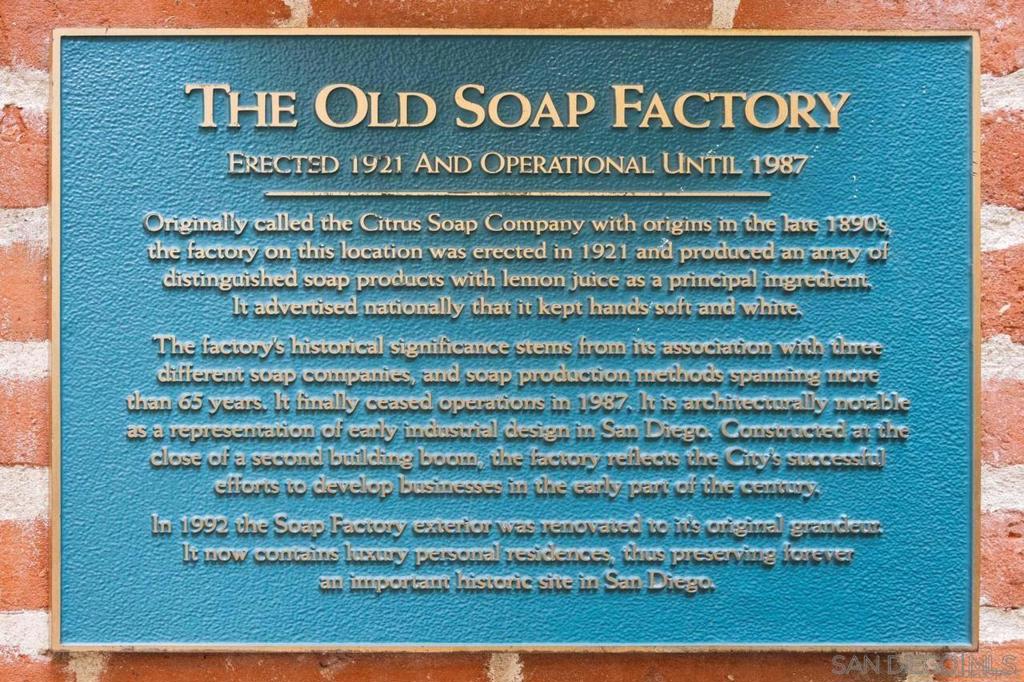 THE OLD SOAP FACTORY
ERECTED 1921 AND OPERATIONAL UNTIL 1987
Originally called the Citrus Soap Company with origins in the late 1890's,
the factory on this location was erected in 1921 and produced an array of
distinguished soap products with lemon juice as a principal ingredient.
It advertised nationally that it kept hands soft and white.
The factory's historical significance stems from its association with three
different soap companies, and soap production methods spanning more
than 65 years. It finally ceased operations in 1987. It is architecturally notable
as a representation of early industrial design in San Diego. Constructed at the
close of a second building boom, the factory reflects the City's successful
efforts to develop businesses in the early part of the century.
In 1992 the Soap Factory exterior was renovated to it's original grandeur.
It now contains luxury personal residences, thus preserving forever
an important historic site in San Diego.
SAN DIEGO MLS